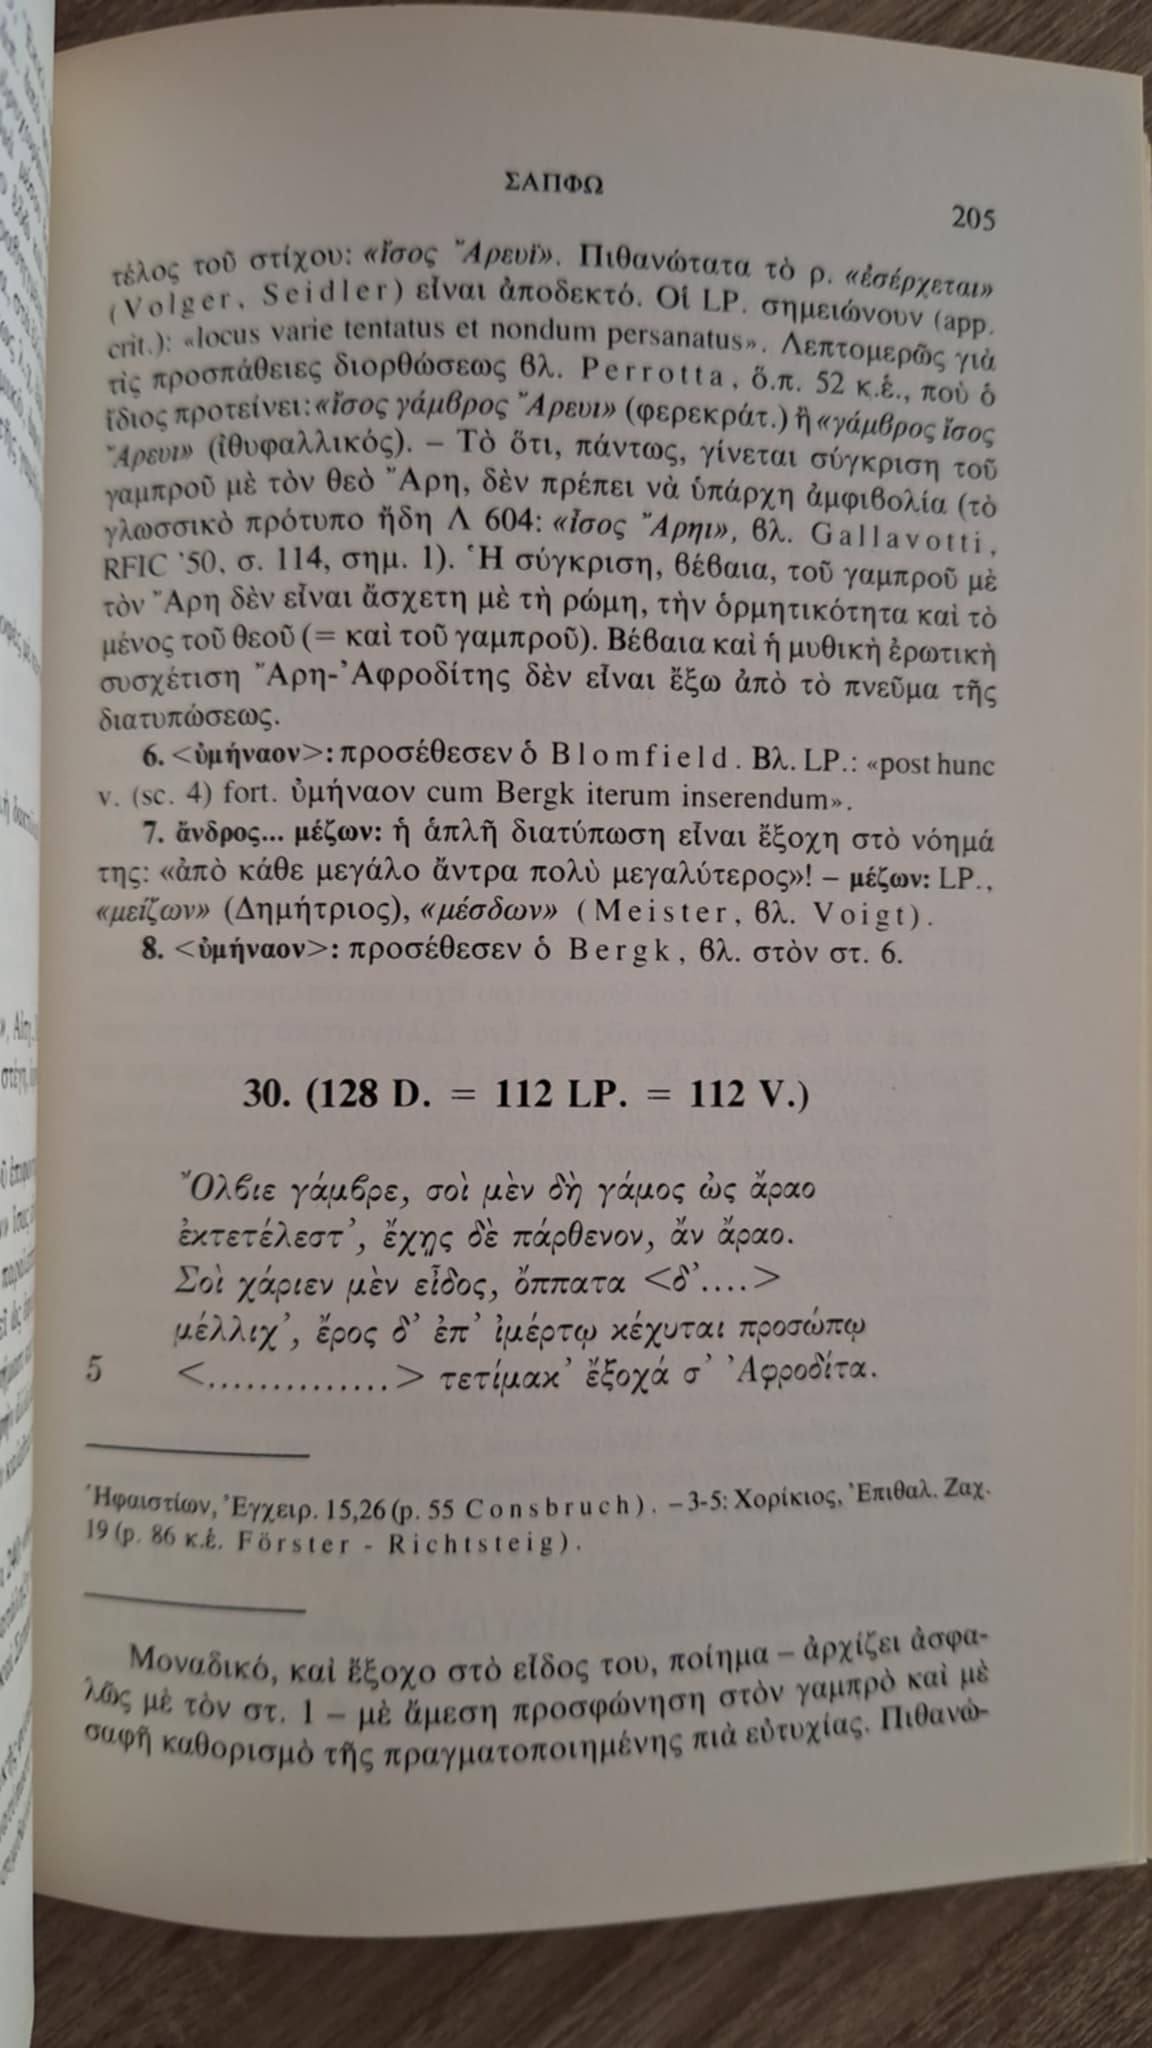 ΣΑΠΦΩ
205
τέλος τοῦ στίχου: «ἴσος Ἄρευϊ». Πιθανώτατα τὸ ρ. «ἐσέρχεται»
(Volger, Seidler) εἶναι ἀποδεκτό. Οἱ LP. σημειώνουν (app.
crit.): «locus varie tentatus et nondum persanatus». Λεπτομερῶς γιὰ
τὶς προσπάθειες διορθώσεως βλ. Perrotta, ὅ.π. 52 κ.ἑ., ποὺ ὁ
ἴδιος προτείνει: «ἴσος γάμβρος Ἄρευι» (φερεκράτ.) ἢ «γάμβρος ἴσος
Ἄρευι» (ἰθυφαλλικός). – Τὸ ὅτι, πάντως, γίνεται σύγκριση τοῦ
γαμπροῦ μὲ τὸν θεὸ Ἄρη, δὲν πρέπει νὰ ὑπάρχη ἀμφιβολία (τὸ
γλωσσικὸ πρότυπο ἤδη Λ 604: «ἶσος Ἄρηι», βλ. Gallavotti,
RFIC ’50, σ. 114, σημ. 1). Ἡ σύγκριση, βέβαια, τοῦ γαμπροῦ μὲ
τὸν Ἄρη δὲν εἶναι ἄσχετη μὲ τὴ ρώμη, τὴν ὁρμητικότητα καὶ τὸ
μένος τοῦ θεοῦ (= καὶ τοῦ γαμπροῦ). Βέβαια καὶ ἡ μυθικὴ ἐρωτικὴ
συσχέτιση Ἄρη-Ἀφροδίτης δὲν εἶναι ἔξω ἀπὸ τὸ πνεῦμα τῆς
διατυπώσεως.
6. <ὐμήναον>: προσέθεσεν ὁ Blomfield. Βλ. LP.: «post hunc
v. (sc. 4) fort. ὐμήναον cum Bergk iterum inserendum».
7. ἄνδρος... μέζων: ἡ ἁπλῆ διατύπωση εἶναι ἔξοχη στὸ νόημά
της: «ἀπὸ κάθε μεγάλο ἄντρα πολὺ μεγαλύτερος»! – μέζων: LP.,
«μείζων» (Δημήτριος), «μέσδων» (Meister, βλ. Voigt).
8. <ὐμήναον>: προσέθεσεν ὁ Bergk, βλ. στὸν στ. 6.
30. (128 D. = 112 LP. = 112 V.)
Ὄλβιε γάμβρε, σοὶ μὲν δὴ γάμος ὠς ἄραο
ἐκτετέλεστ’, ἔχῃς δὲ πάρθενον, ἂν ἄραο.
Σοὶ χάριεν μὲν εἶδος, ὄππατα <δ’....>
μέλλιχ’, ἔρος δ’ ἐπ’ ἰμέρτῳ κέχυται προσώπῳ
5 <...............> τετίμακ’ ἔξοχά σ’ Ἀφροδίτα.
Ἡφαιστίων, Ἐγχειρ. 15,26 (p. 55 Consbruch). – 3-5: Χορίκιος, Ἐπιθαλ. Ζαχ.
19 (p. 86 κ.ἑ. Förster - Richtsteig).
Μοναδικό, καὶ ἔξοχο στὸ εἶδος του, ποίημα – ἀρχίζει ἀσφα-
λῶς μὲ τὸν στ. 1 – μὲ ἄμεση προσφώνηση στὸν γαμπρὸ καὶ μὲ
σαφῆ καθορισμὸ τῆς πραγματοποιημένης πιὰ εὐτυχίας. Πιθανώ-